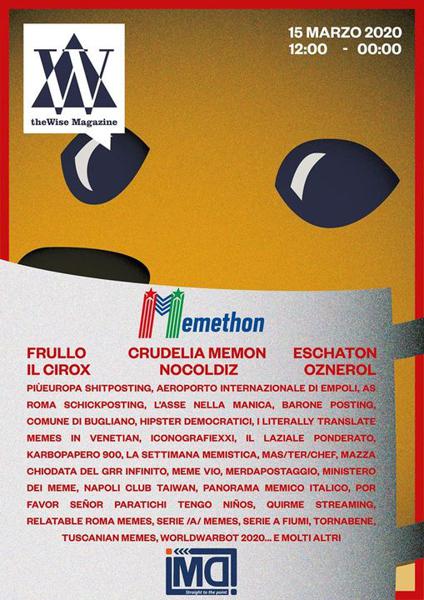 15 MARZO 2020
12:00 - 00:00
W
theWise Magazine
Memethon
FRULLO CRUDELIA MEMON ESCHATON
IL CIROX NOCOLDIZ OZNEROL
PIÙEUROPA SHITPOSTING, AEROPORTO INTERNAZIONALE DI EMPOLI, AS
ROMA SCHICKPOSTING, L'ASSE NELLA MANICA, BARONE POSTING,
COMUNE DI BUGLIANO, HIPSTER DEMOCRATICI, I LITERALLY TRANSLATE
MEMES IN VENETIAN, ICONOGRAFIEXXI, IL LAZIALE PONDERATO,
KARBOPAPERO 900, LA SETTIMANA MEMISTICA, MAS/TER/CHEF, MAZZA
CHIODATA DEL GRR INFINITO, MEME VIO, MERDAPOSTAGGIO, MINISTERO
DEI MEME, NAPOLI CLUB TAIWAN, PANORAMA MEMICO ITALICO, POR
FAVOR SEÑOR PARATICHI TENGO NIÑOS, QUIRME STREAMING,
RELATABLE ROMA MEMES, SERIE /A/ MEMES, SERIE A FIUMI, TORNABENE,
TUSCANIAN MEMES, WORLDWARBOT 2020... E MOLTI ALTRI
¡MD!
Straight to the point